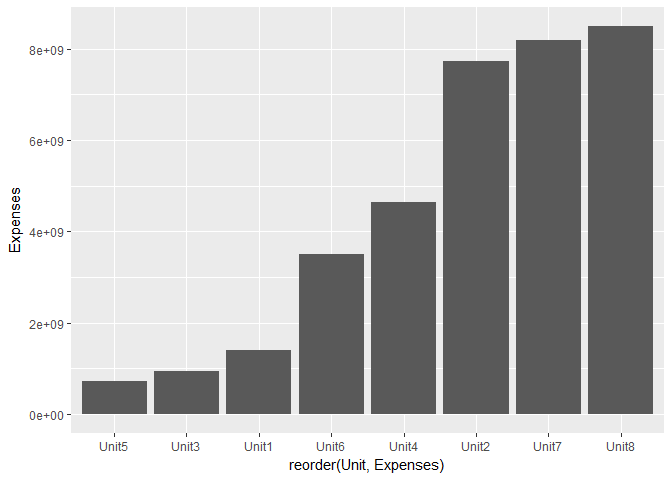 8e+09
6e+09
4e+09
2e+09
0e+00
Expenses
Unit5 Unit3 Unit1 Unit6 Unit4 Unit2 Unit7 Unit8
reorder(Unit, Expenses)